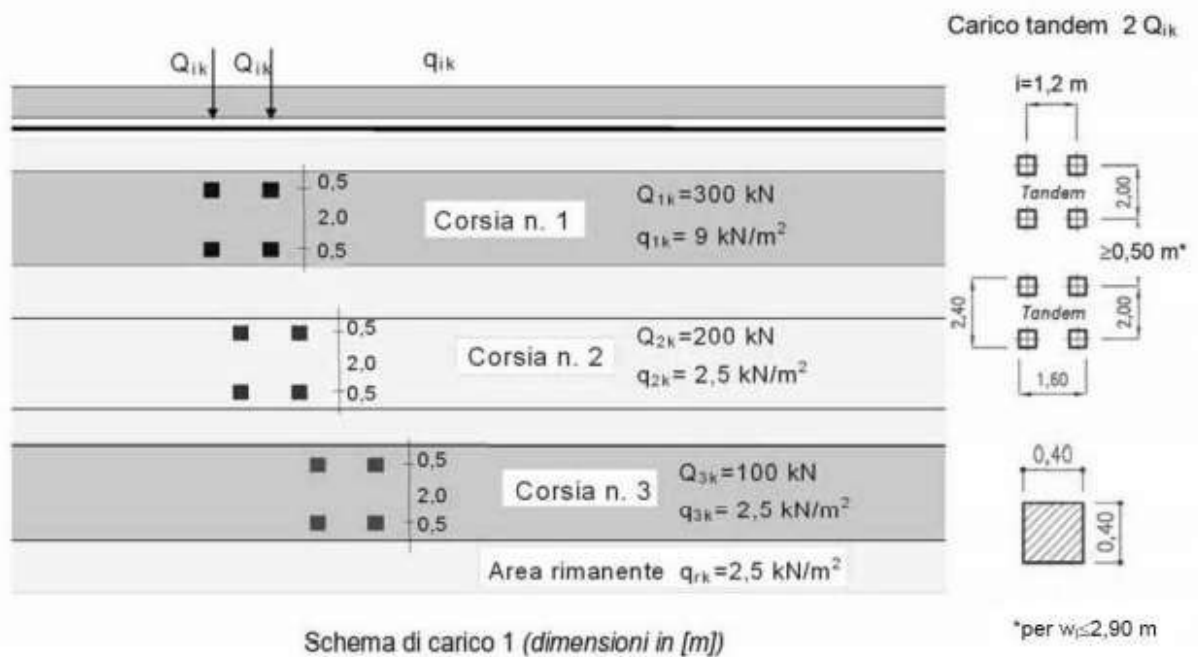 Carico tandem 2 Qik
Qik Qik qik
i=1,2 m
0.5
2.0
0.5
Corsia n. 1
Q1k=300 kN
q1k= 9 kN/m²
Tandem
2,00
≥0,50 m*
0,5
2,0
0,5
Corsia n. 2
Q2k=200 kN
q2k= 2,5 kN/m²
2,40
Tandem
2,00
1,60
0,5
2.0
0,5
Corsia n. 3
Q3k=100 kN
q3k= 2,5 kN/m²
0,40
0,40
Area rimanente qrk=2,5 kN/m²
Schema di carico 1 (dimensioni in [m])
*per wl≤2,90 m